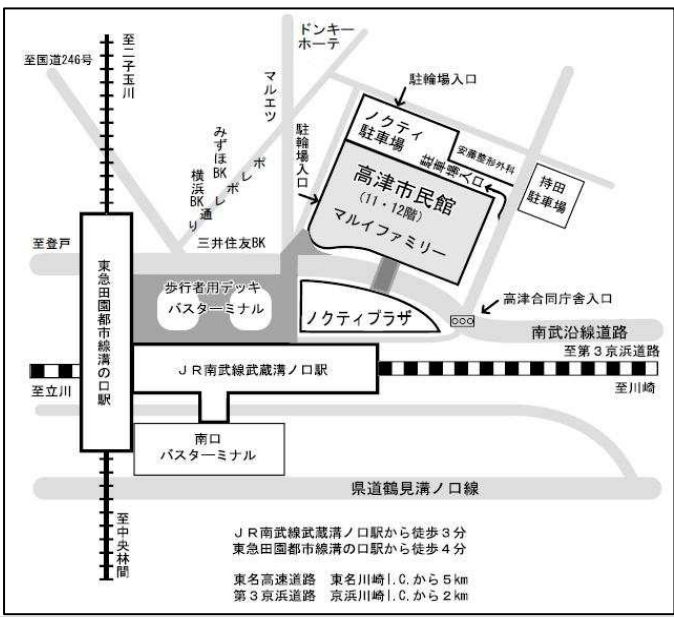 ドンキー
ホーテ
至国道246号
至二子玉川
マルエツ
駐輪場入口
ノクティ
駐車場
安藤整形外科
駐車場入口
持田
駐車場
駐輪場入口
みずほBK
横浜BK
ポレポレ通り
高津市民館
(11・12階)
マルイファミリー
至登戸
三井住友BK
歩行者用デッキ
バスターミナル
ノクティプラザ
高津合同庁舎入口
南武沿線道路
至第3京浜道路
東急田園都市線溝の口駅
JR南武線武蔵溝ノ口駅
至立川
至川崎
南口
バスターミナル
県道鶴見溝ノ口線
至中央林間
JR南武線武蔵溝ノ口駅から徒歩3分
東急田園都市線溝の口駅から徒歩4分
東名高速道路 東名川崎I.C.から5km
第3京浜道路 京浜川崎I.C.から2km